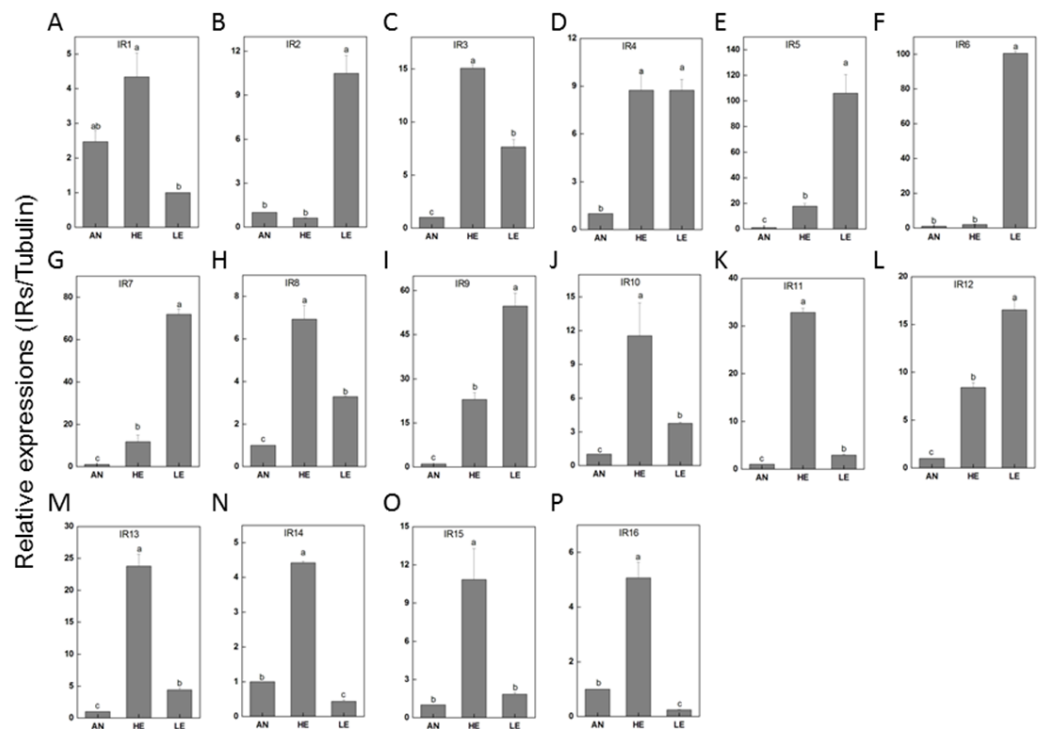 Relative expressions (IRs/Tubulin)
A
IR1
5
4
3
2
1
0
ab
a
b
AN HE LE
B
IR2
12
9
6
3
0
b
b
a
AN HE LE
C
IR3
15
12
9
6
3
0
c
a
b
AN HE LE
D
IR4
12
9
6
3
0
b
a
a
AN HE LE
E
IR5
140
120
100
80
60
40
20
0
c
b
a
AN HE LE
F
IR6
100
80
60
40
20
0
b
b
a
AN HE LE
G
IR7
80
60
40
20
0
c
b
a
AN HE LE
H
IR8
8
6
4
2
0
c
a
b
AN HE LE
I
IR9
60
45
30
15
0
c
b
a
AN HE LE
J
IR10
15
12
9
6
3
0
c
a
b
AN HE LE
K
IR11
40
30
20
10
0
c
a
c
AN HE LE
L
IR12
20
15
10
5
0
c
b
a
AN HE LE
M
IR13
30
25
20
15
10
5
0
c
a
c
AN HE LE
N
IR14
5
4
3
2
1
0
b
a
c
AN HE LE
O
IR15
15
12
9
6
3
0
b
a
b
AN HE LE
P
IR16
6
4
2
0
b
a
c
AN HE LE